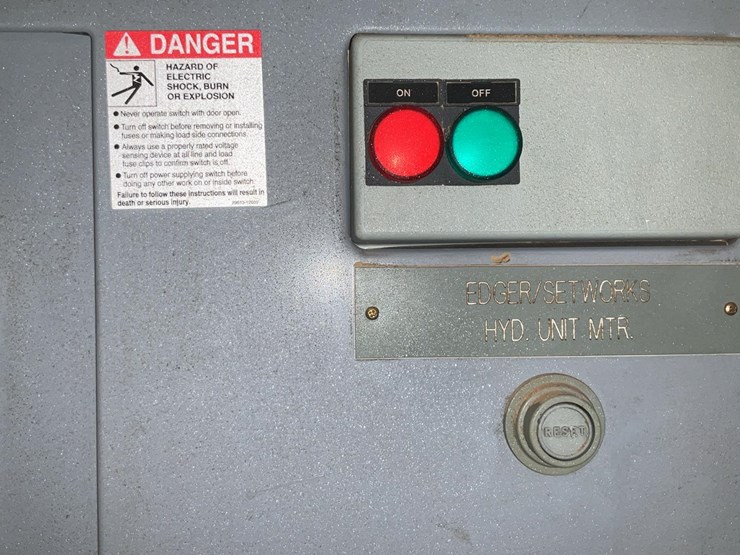 DANGER
HAZARD OF
ELECTRIC
SHOCK, BURN
OR EXPLOSION
● Never operate switch with door open.
● Turn off switch before removing or installing
fuses or making load side connections.
● Always use a properly rated voltage
sensing device at all line and load
fuse clips to confirm switch is off.
● Turn off power supplying switch before
doing any other work on or inside switch.
Failure to follow these instructions will result in
death or serious injury.
ON OFF
EDGER/SETWORKS
HYD. UNIT MTR.
RESET